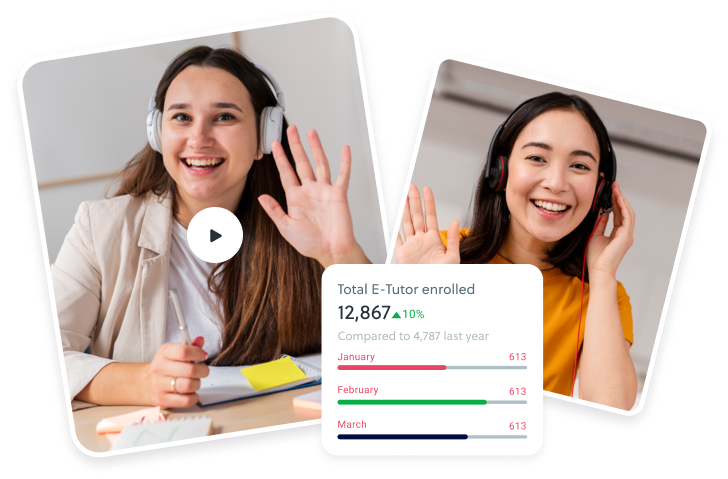 Total E-Tutor enrolled
12,867▲10%
Compared to 4,787 last year
January 613
February 613
March 613